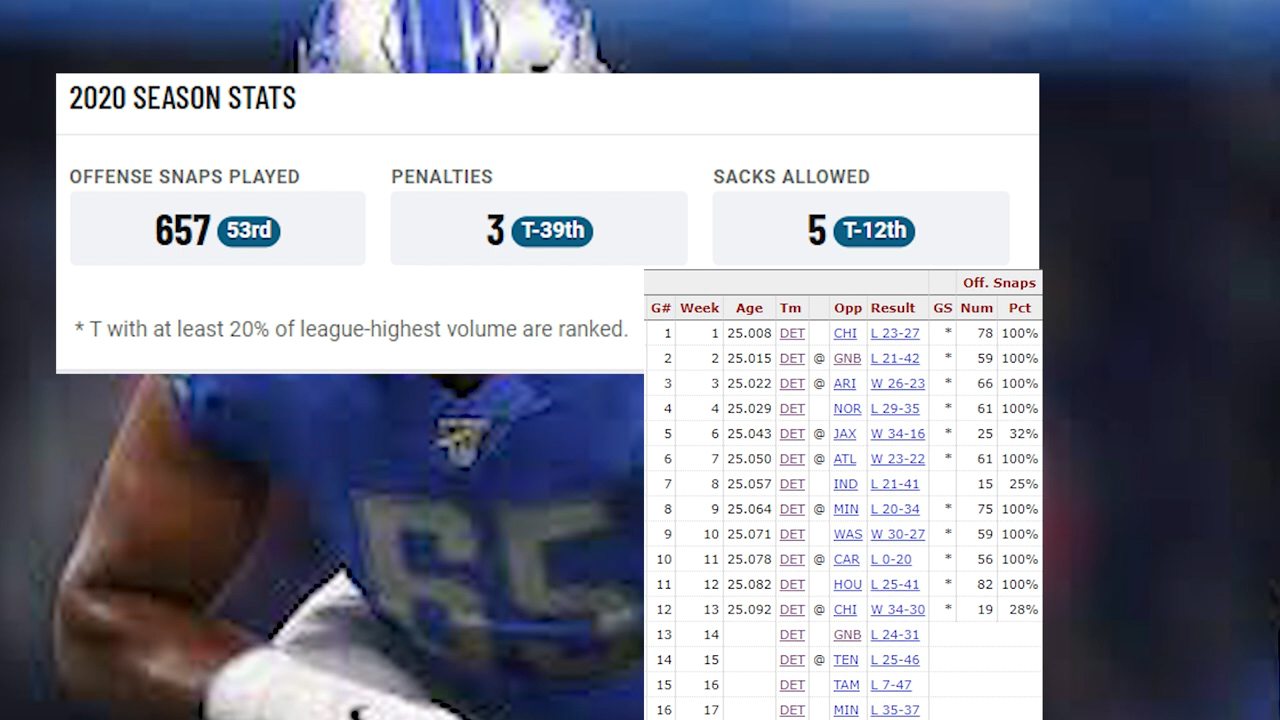 2020 SEASON STATS
OFFENSE SNAPS PLAYED PENALTIES SACKS ALLOWED
657 53rd 3 T-39th 5 T-12th
* T with at least 20% of league-highest volume are ranked.
Off. Snaps
G# Week Age Tm Opp Result GS Num Pct
1 1 25.008 DET CHI L 23-27 * 78 100%
2 2 25.015 DET @ GNB L 21-42 * 59 100%
3 3 25.022 DET @ ARI W 26-23 * 66 100%
4 4 25.029 DET NOR L 29-35 * 61 100%
5 6 25.043 DET @ JAX W 34-16 * 25 32%
6 7 25.050 DET @ ATL W 23-22 * 61 100%
7 8 25.057 DET IND L 21-41 15 25%
8 9 25.064 DET @ MIN L 20-34 * 75 100%
9 10 25.071 DET WAS W 30-27 * 59 100%
10 11 25.078 DET @ CAR L 0-20 * 56 100%
11 12 25.082 DET HOU L 25-41 * 82 100%
12 13 25.092 DET @ CHI W 34-30 * 19 28%
13 14 DET GNB L 24-31
14 15 DET @ TEN L 25-46
15 16 DET TAM L 7-47
16 17 DET MIN L 35-37
65